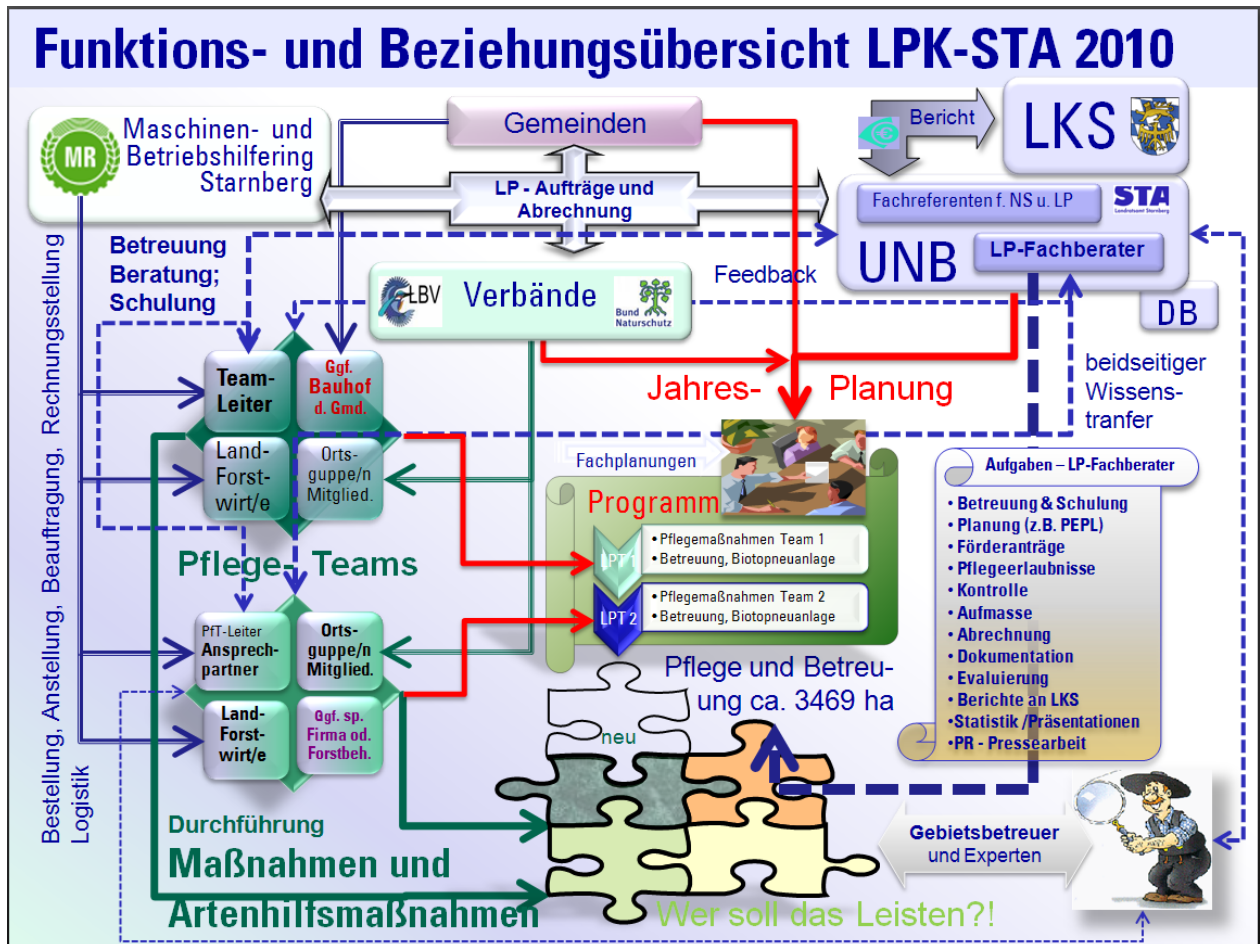 Funktions- und Beziehungsübersicht LPK-STA 2010
MR
Maschinen- und
Betriebshilfering
Starnberg
Gemeinden
Bericht
LKS
LP - Aufträge und
Abrechnung
Fachreferenten f. NS u. LP
STA
Landratsamt Starnberg
UNB
LP-Fachberater
DB
Betreuung
Beratung;
Schulung
LBV
Verbände
Bund
Naturschutz
Feedback
beidseitiger
Wissens-
tranfer
Bestellung, Anstellung, Beauftragung, Rechnungsstellung
Logistik
Team-
Leiter
Ggf.
Bauhof
d. Gmd.
Land-
Forst-
wirt/e
Orts-
guppe/n
Mitglied.
Jahres- Planung
Fachplanungen
Programm
LPT 1
• Pflegemaßnahmen Team 1
• Betreuung, Biotopneuanlage
LPT 2
• Pflegemaßnahmen Team 2
• Betreuung, Biotopneuanlage
Pflege- Teams
PfT-Leiter
Ansprech-
partner
Orts-
guppe/n
Mitglied.
Land-
Forst-
wirt/e
Ggf. sp.
Firma od.
Forstbeh.
Aufgaben – LP-Fachberater
• Betreuung & Schulung
• Planung (z.B. PEPL)
• Förderanträge
• Pflegeerlaubnisse
• Kontrolle
• Aufmasse
• Abrechnung
• Dokumentation
• Evaluierung
• Berichte an LKS
• Statistik /Präsentationen
• PR - Pressearbeit
Pflege und Betreu-
ung ca. 3469 ha
neu
Durchführung
Maßnahmen und
Artenhilfsmaßnahmen
Gebietsbetreuer
und Experten
Wer soll das Leisten?!